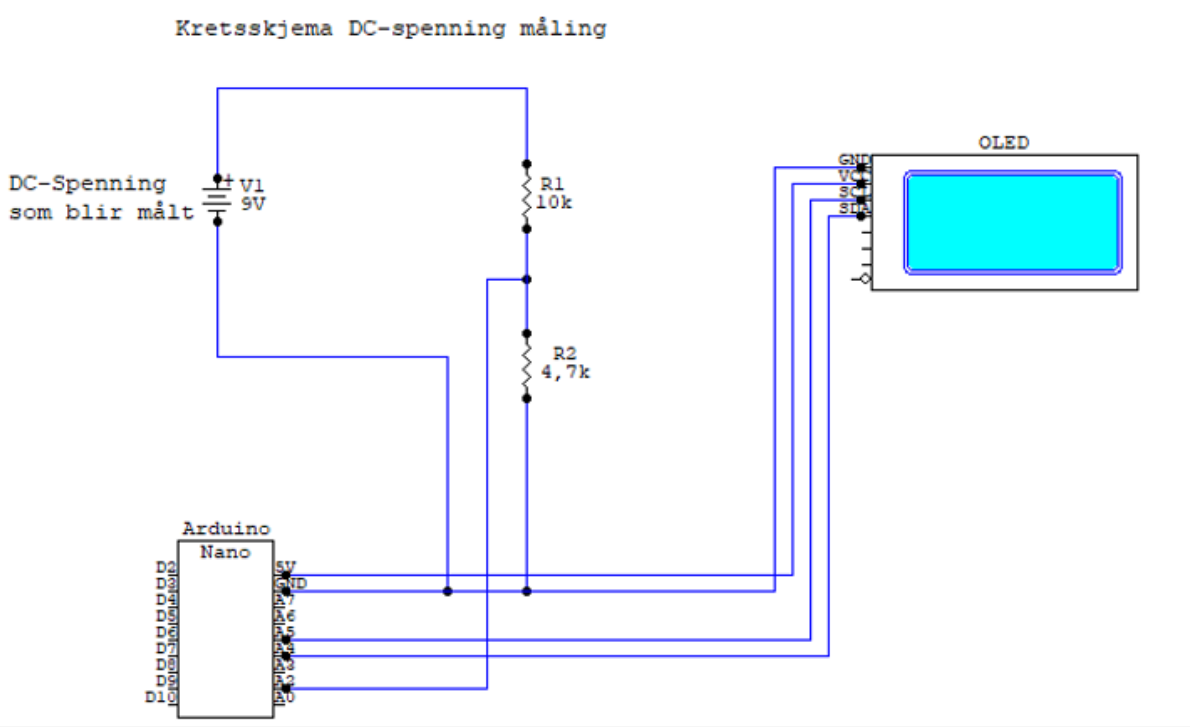 Kretsskjema DC-spenning måling
DC-Spenning
som blir målt
+
V1
9V
R1
10k
R2
4,7k
OLED
GND
VCC
SCL
SDA
Arduino
Nano
D2
D3
D4
D5
D6
D7
D8
D9
D10
5V
GND
A7
A6
A5
A4
A3
A2
A0